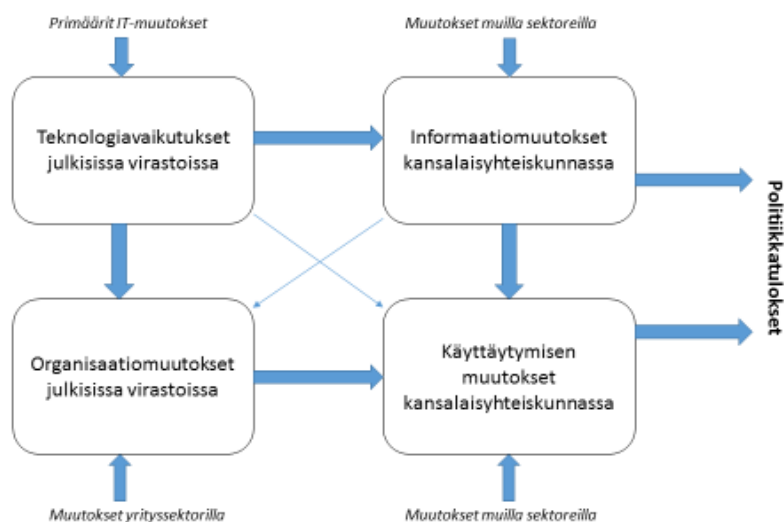 Primäärit IT-muutokset
Muutokset muilla sektoreilla
Teknologiavaikutukset
julkisissa virastoissa
Informaatiomuutokset
kansalaisyhteiskunnassa
Politiikkatulokset
Organisaatiomuutokset
julkisissa virastoissa
Käyttäytymisen
muutokset
kansalaisyhteiskunnassa
Muutokset yrityssektorilla
Muutokset muilla sektoreilla